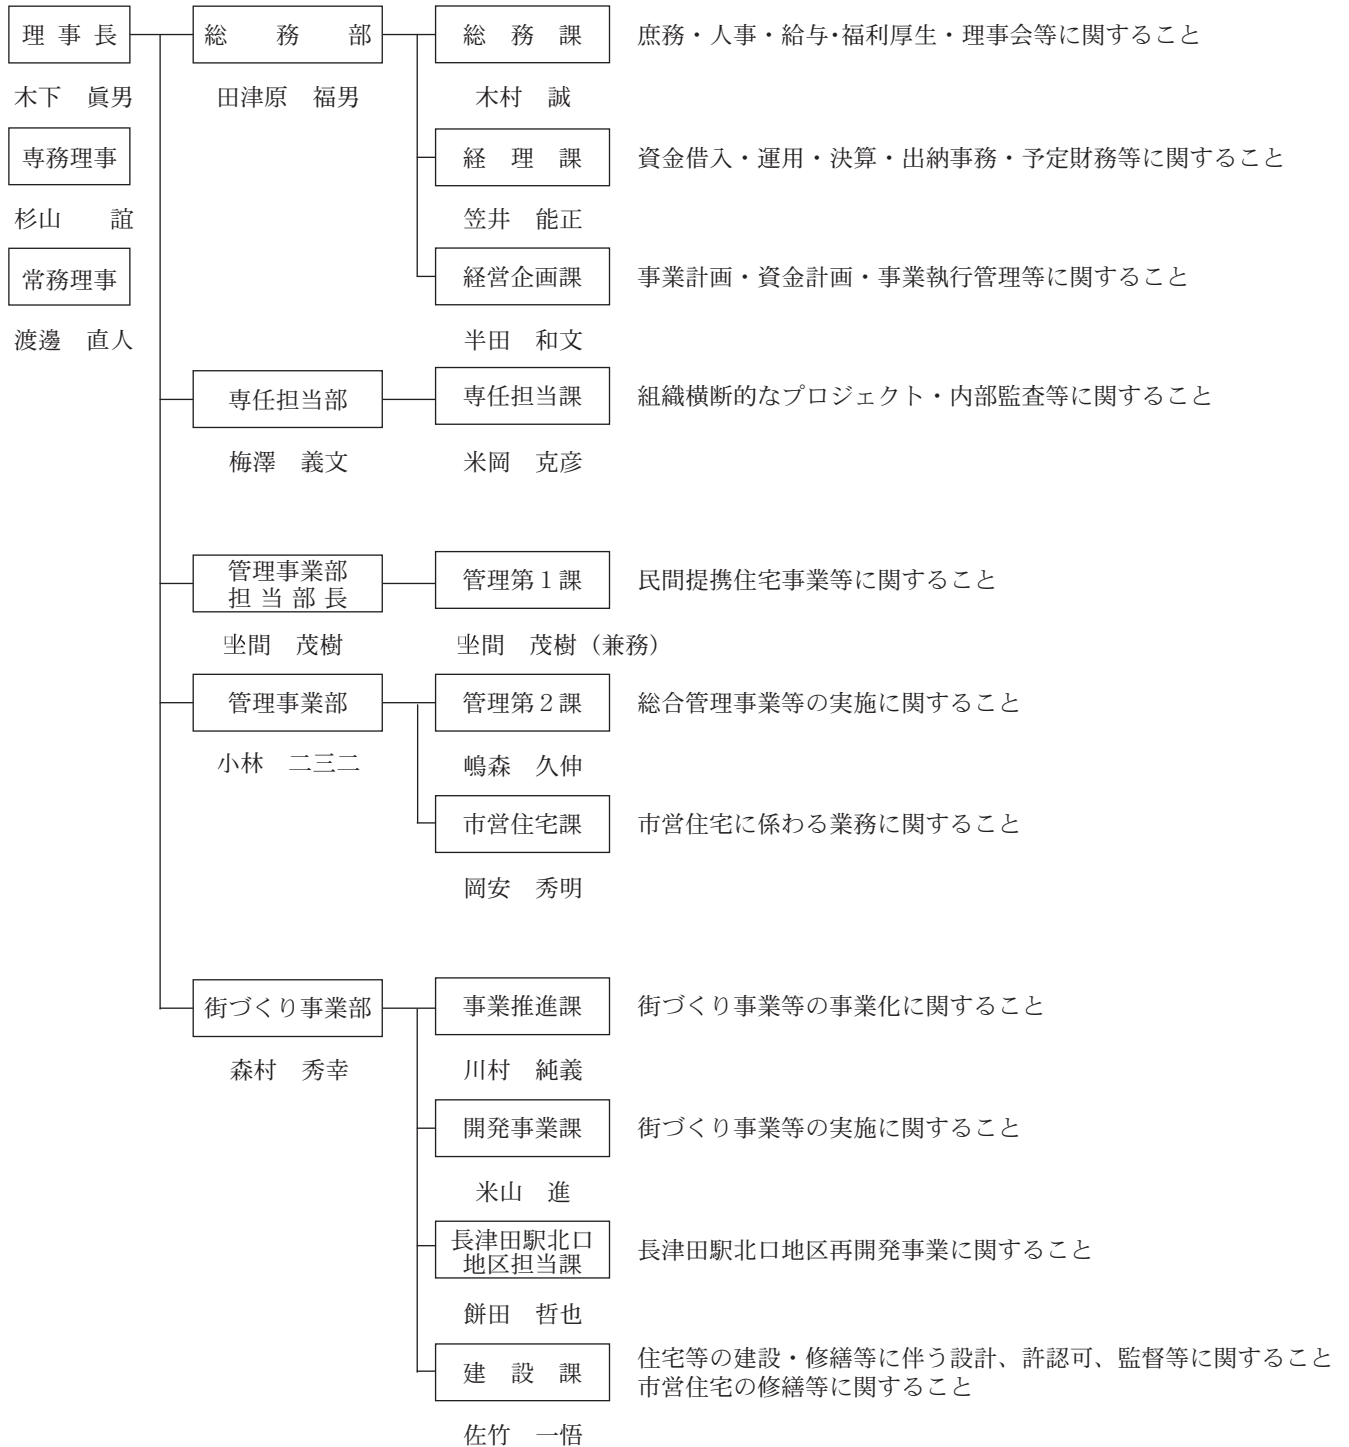 理事長 総務部 総務課 庶務・人事・給与・福利厚生・理事会等に関すること
木下 眞男 田津原 福男 木村 誠
専務理事 経理課 資金借入・運用・決算・出納事務・予定財務等に関すること
杉山 誼 笠井 能正
常務理事 経営企画課 事業計画・資金計画・事業執行管理等に関すること
渡邊 直人 半田 和文
専任担当部 専任担当課 組織横断的なプロジェクト・内部監査等に関すること
梅澤 義文 米岡 克彦
管理事業部
担当部長 管理第1課 民間提携住宅事業等に関すること
間 茂樹 間 茂樹（兼務）
管理事業部 管理第2課 総合管理事業等の実施に関すること
小林 二三二 嶋森 久伸
市営住宅課 市営住宅に係わる業務に関すること
岡安 秀明
街づくり事業部 事業推進課 街づくり事業等の事業化に関すること
森村 秀幸 川村 純義
開発事業課 街づくり事業等の実施に関すること
米山 進
長津田駅北口
地区担当課 長津田駅北口地区再開発事業に関すること
餅田 哲也
建設課 住宅等の建設・修繕等に伴う設計、許認可、監督等に関すること
市営住宅の修繕等に関すること
佐竹 一悟